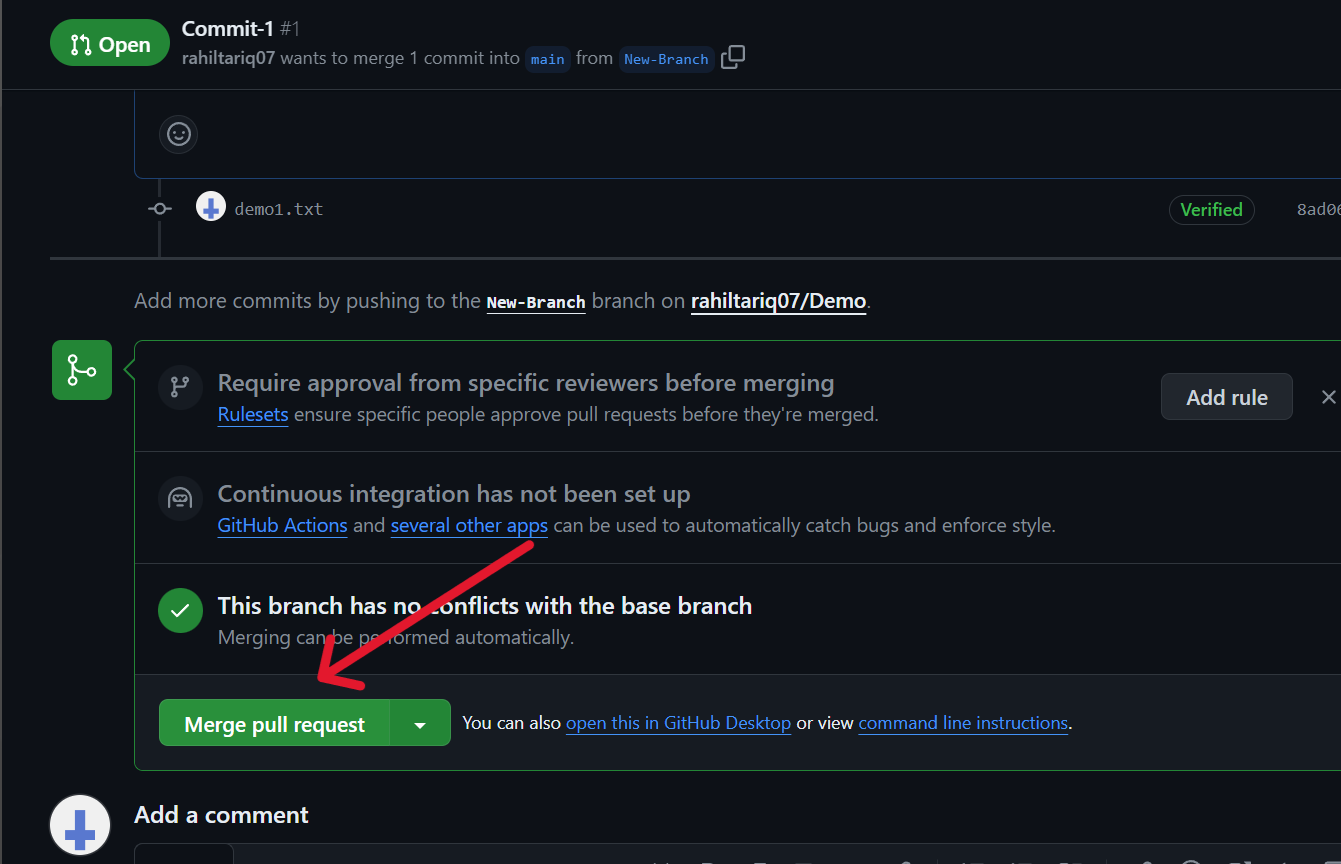 Open
Commit-1 #1
rahiltariq07 wants to merge 1 commit into main from New-Branch
demo1.txt
Verified
8ad06
Add more commits by pushing to the New-Branch branch on rahiltariq07/Demo.
Require approval from specific reviewers before merging
Rulesets ensure specific people approve pull requests before they're merged.
Add rule
Continuous integration has not been set up
GitHub Actions and several other apps can be used to automatically catch bugs and enforce style.
This branch has no conflicts with the base branch
Merging can be performed automatically.
Merge pull request
You can also open this in GitHub Desktop or view command line instructions.
Add a comment